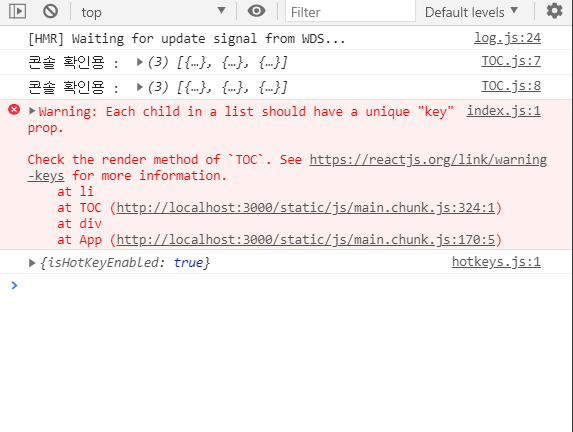 top
Filter
Default levels
[HMR] Waiting for update signal from WDS... log.js:24
콘솔 확인용 : (3) [{…}, {…}, {…}] TOC.js:7
콘솔 확인용 : (3) [{…}, {…}, {…}] TOC.js:8
Warning: Each child in a list should have a unique "key" index.js:1
prop.
Check the render method of `TOC`. See https://reactjs.org/link/warning
-keys for more information.
at li
at TOC (http://localhost:3000/static/js/main.chunk.js:324:1)
at div
at App (http://localhost:3000/static/js/main.chunk.js:170:5)
{isHotKeyEnabled: true} hotkeys.js:1